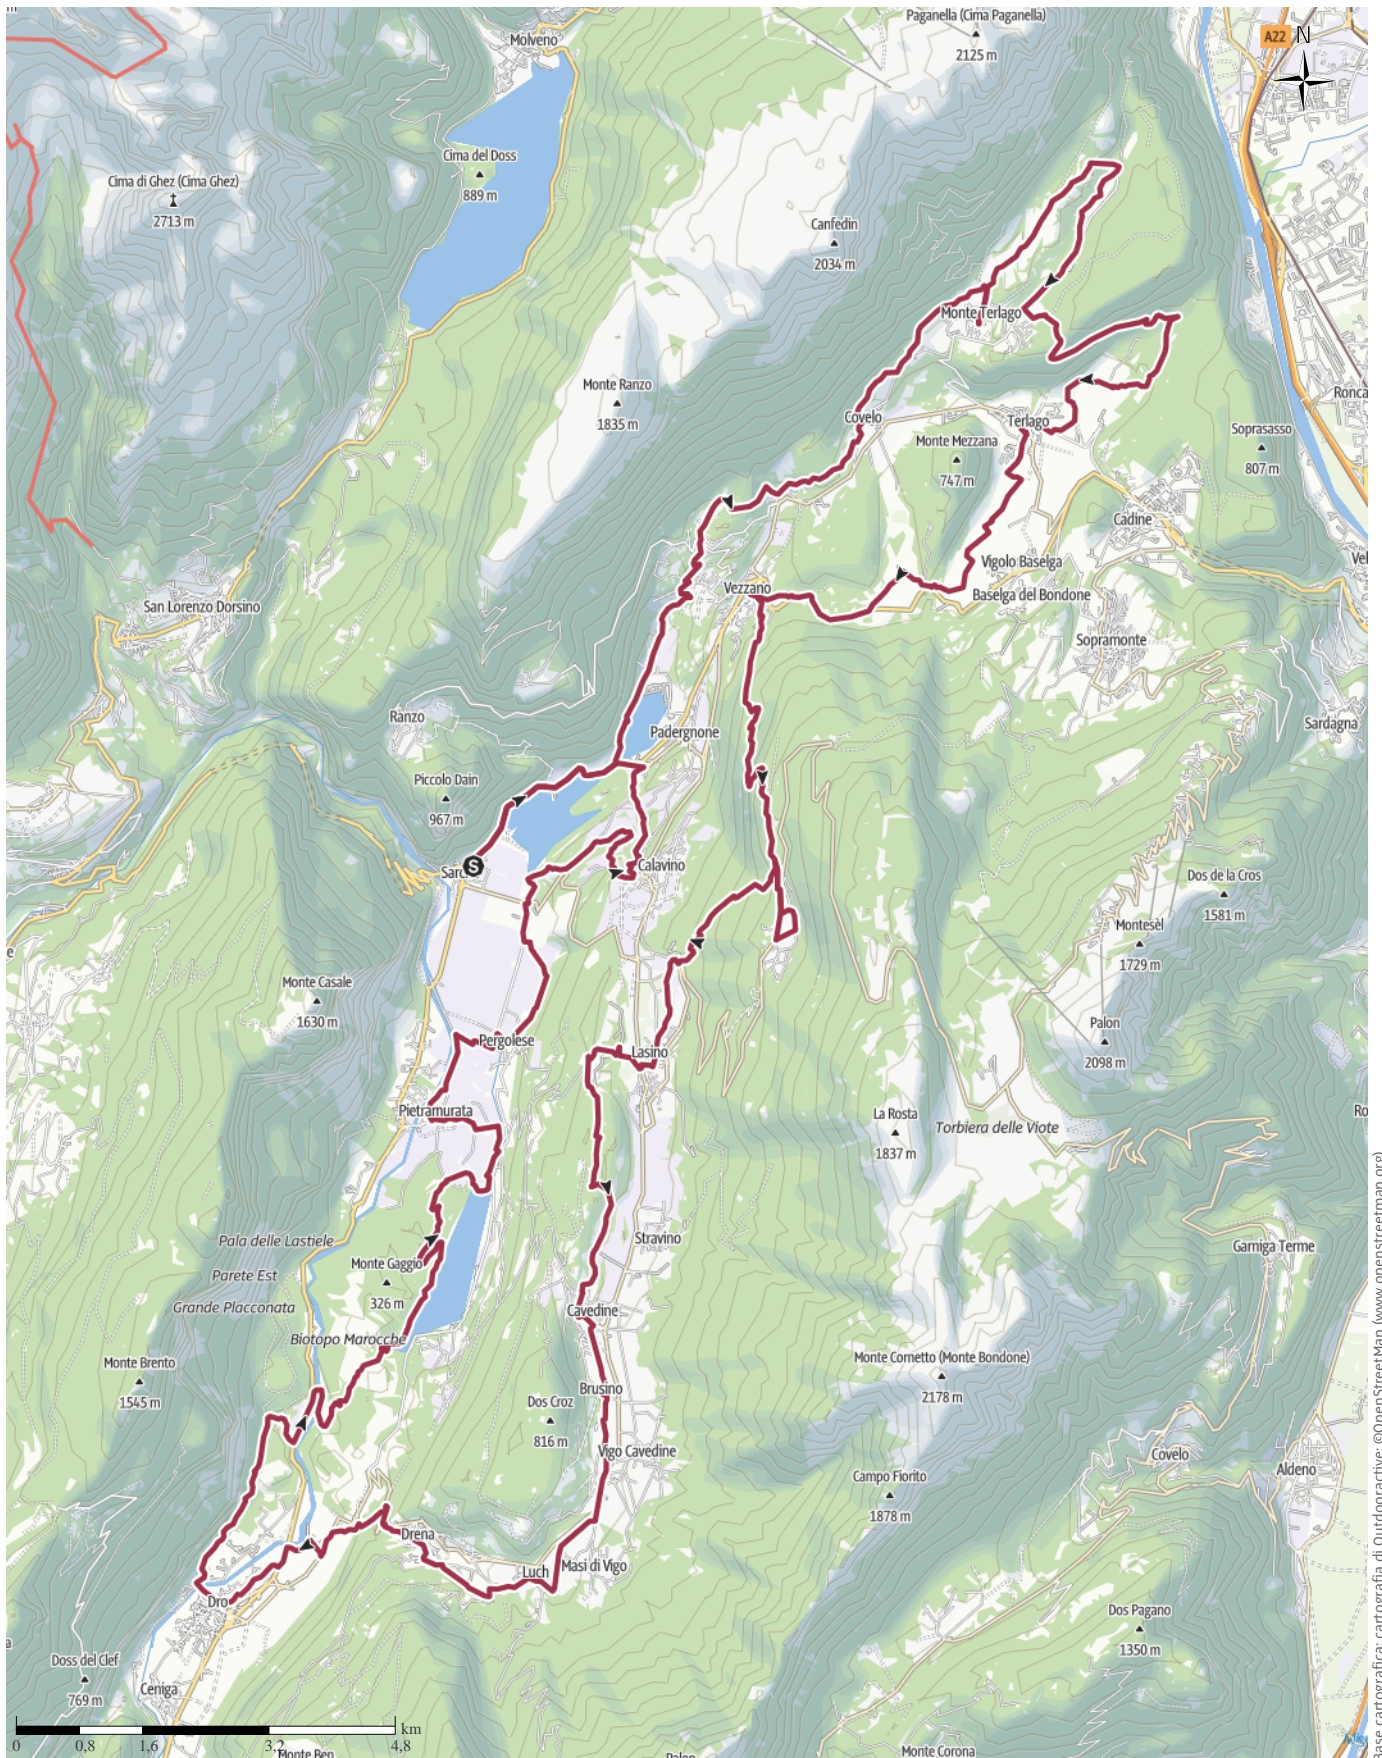 Molveno
Paganella (Cima Paganella)
2125 m
A22
N
Cima del Doss
889 m
Cima di Ghez (Cima Ghez)
2713 m
Canfedin
2034 m
Monte Terlago
Monte Ranzo
1835 m
Ronca
Covelo
Terlago
Monte Mezzana
747 m
Soprasasso
807 m
Cadine
Vel
Vigolo Baselga
Vezzano
Baselga del Bondone
San Lorenzo Dorsino
Sopramonte
Ranzo
Sardagna
Padergnone
Piccolo Dain
967 m
S
Sarc
Calavino
Dos de la Cros
1581 m
Montesèl
1729 m
e
Monte Casale
1630 m
Palon
2098 m
Pergolese
Lasino
Pietramurata
La Rosta
1837 m
Torbiera delle Viote
Ro
Pala delle Lastiele
Stravino
Garniga Terme
Monte Gaggio
326 m
Parete Est
Grande Placconata
Cavedine
Biotopo Marocche
Monte Brento
1545 m
Monte Cornetto (Monte Bondone)
2178 m
Brusino
Dos Croz
816 m
Vigo Cavedine
Covelo
Aldeno
Campo Fiorito
1878 m
Drena
Luch
Masi di Vigo
Dro
Dos Pagano
1350 m
a
Doss del Clef
769 m
Ceniga
km
0
0,8
1,6
3,2
4,8
Monte Ben
Palon
Monte Corona
ase cartografica: cartografia di Outdooractive; ©OpenStreetMap (www.openstreetmap.org)